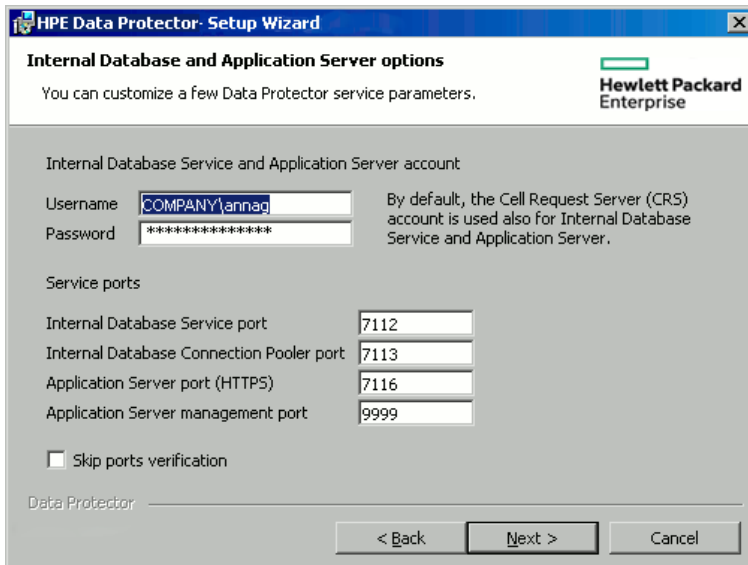 HPE Data Protector- Setup Wizard
Internal Database and Application Server options
You can customize a few Data Protector service parameters.
Hewlett Packard
Enterprise
Internal Database Service and Application Server account
Username COMPANY\annag
Password **************
By default, the Cell Request Server (CRS)
account is used also for Internal Database
Service and Application Server.
Service ports
Internal Database Service port 7112
Internal Database Connection Pooler port 7113
Application Server port (HTTPS) 7116
Application Server management port 9999
Skip ports verification
Data Protector
< Back Next > Cancel